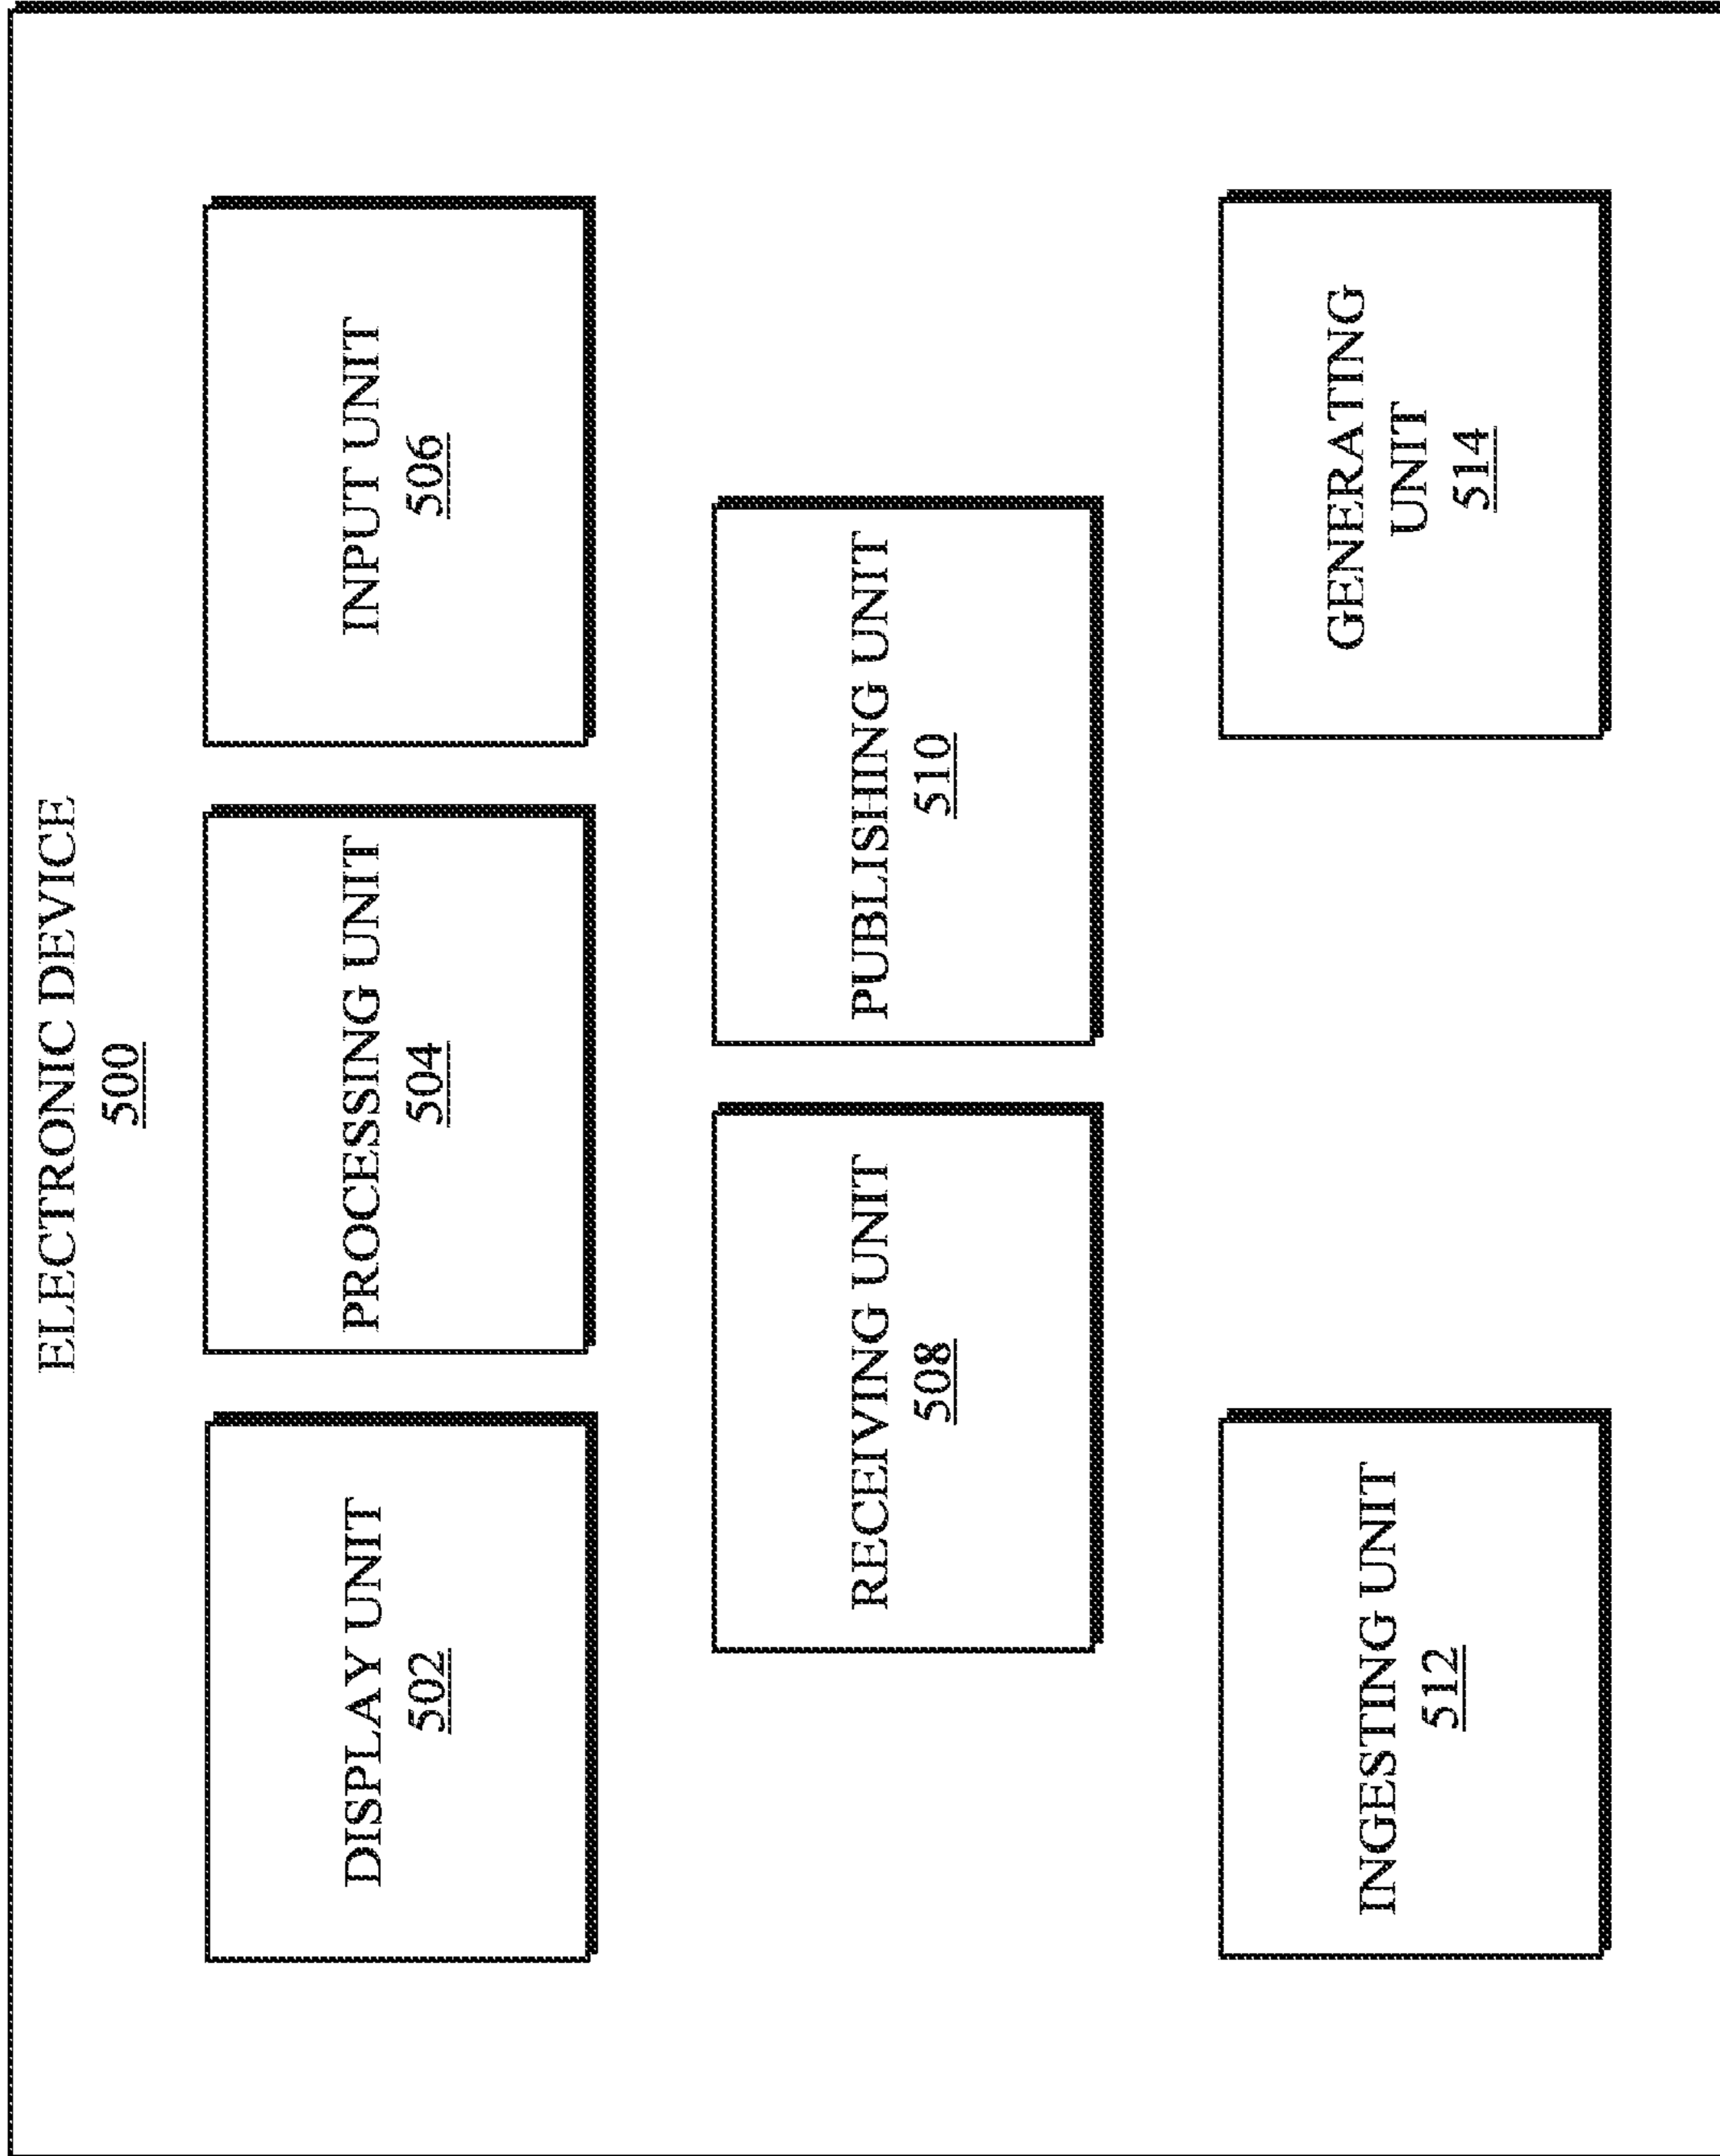 ELECTRONIC DEVICE
500
DISPLAY UNIT
502
PROCESSING UNIT
504
INPUT UNIT
506
RECEIVING UNIT
508
PUBLISHING UNIT
510
INGESTING UNIT
512
GENERATING
UNIT
514